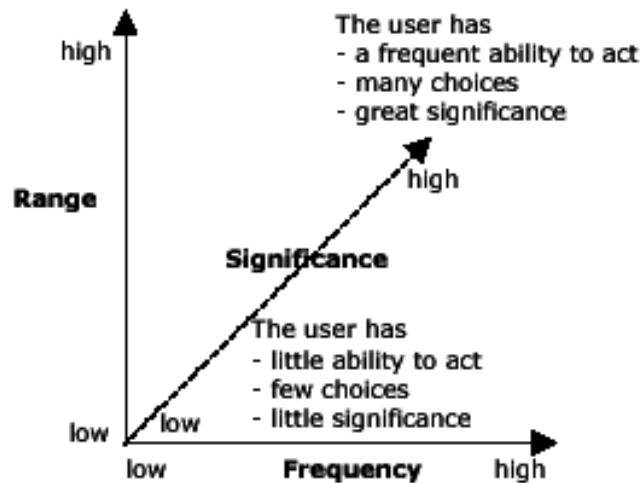 The user has
- a frequent ability to act
- many choices
- great significance
high
high
Range
Significance
The user has
- little ability to act
- few choices
- little significance
low
low
low
Frequency
high